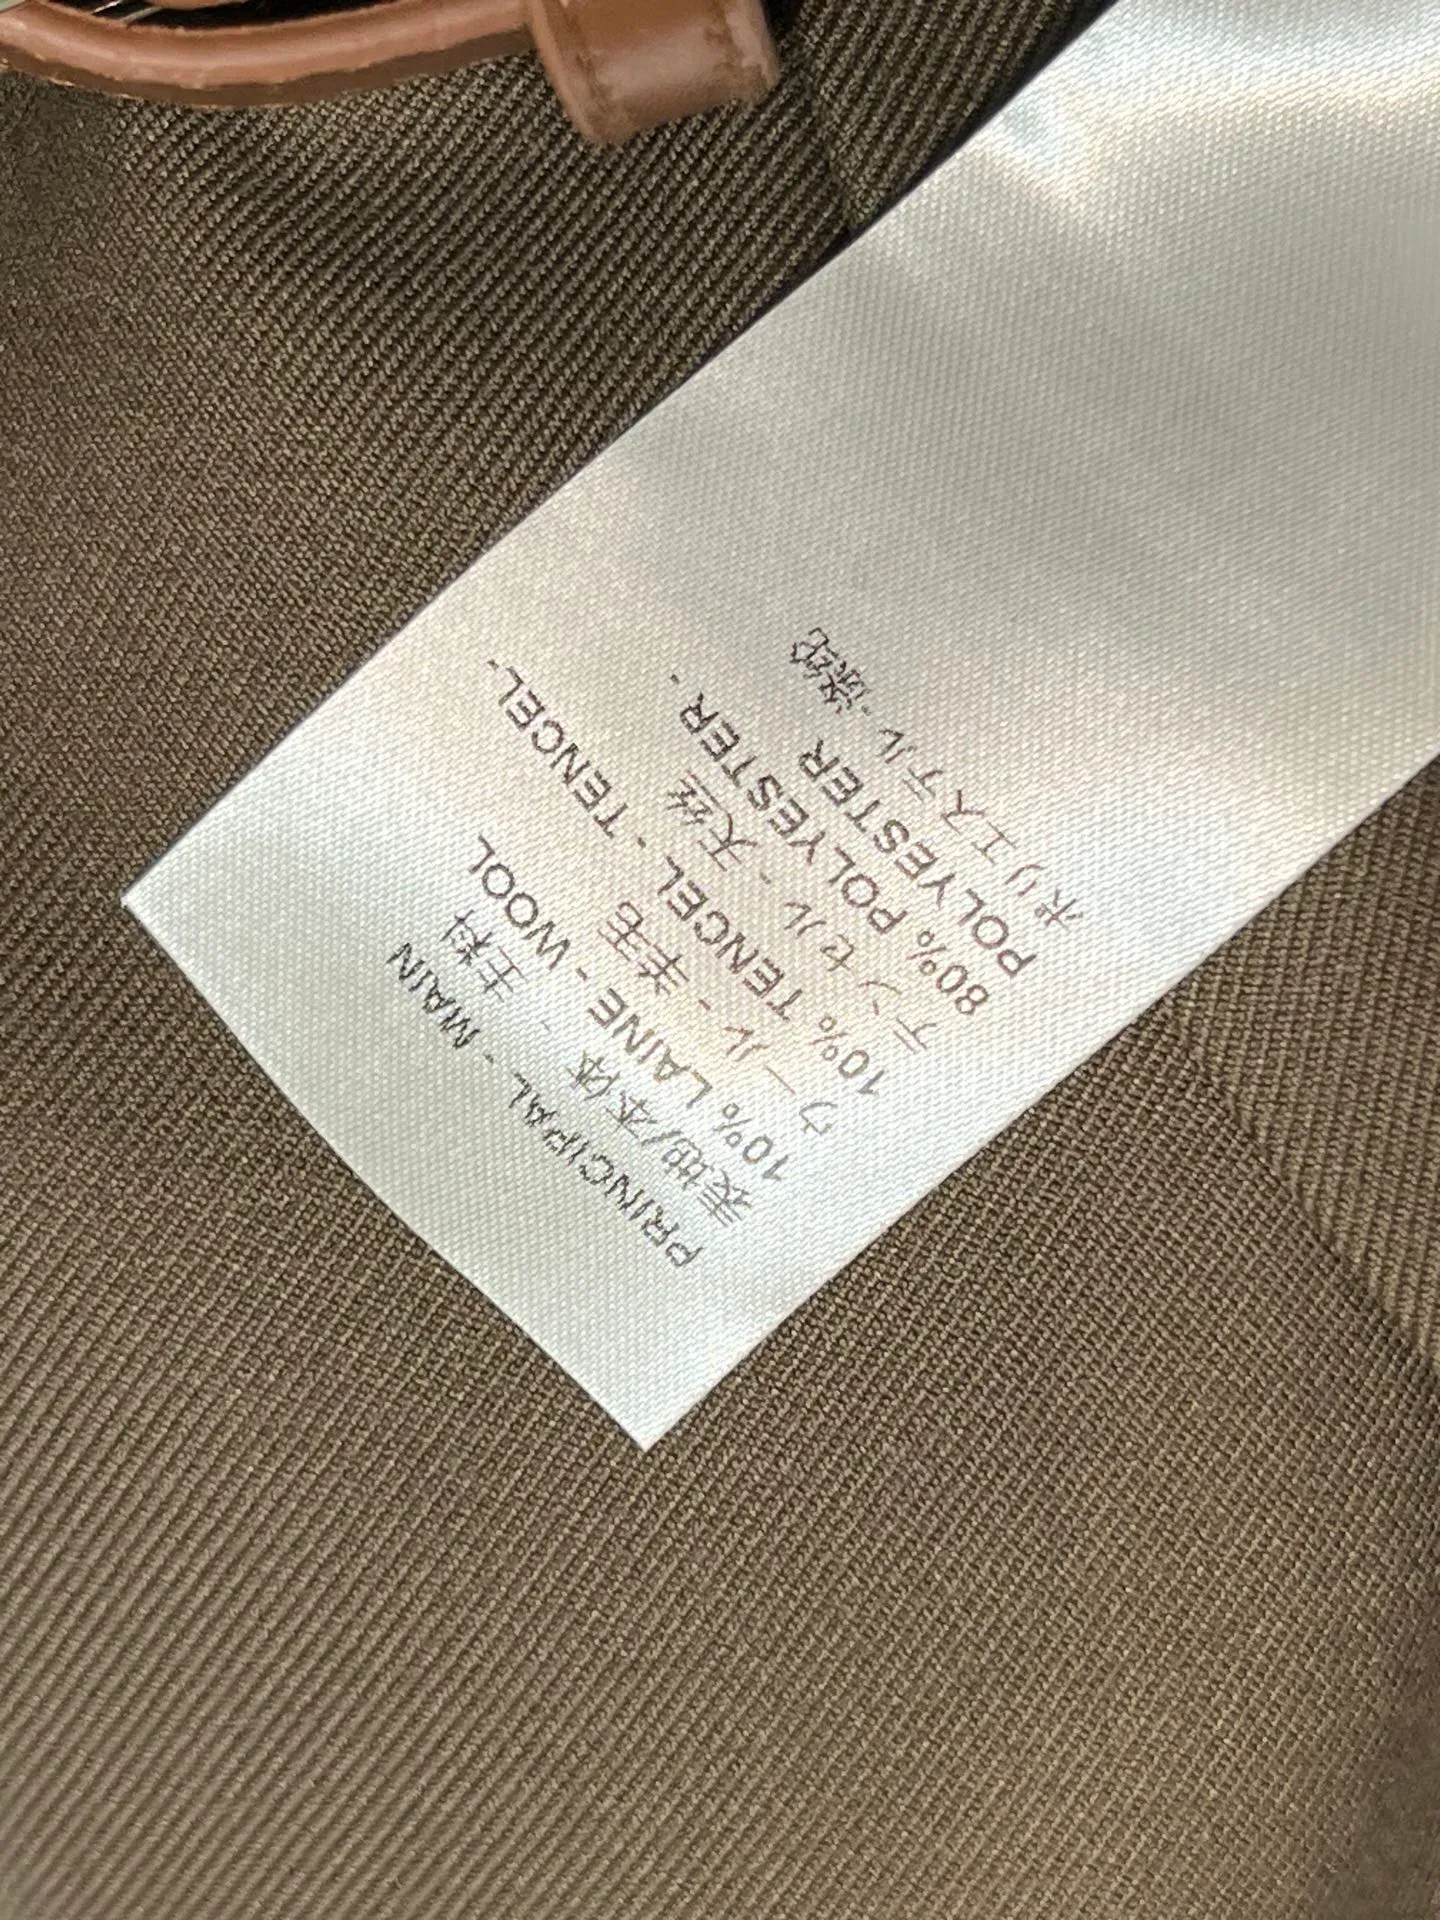 PRINCIPAL - MAIN
表地/本体 - 主料
10% LAINE - WOOL
ウール - 羊毛
10% TENCEL - TENCEL -
テンセル - 天丝
80% POLYESTER -
POLYESTER
ポリエステル - 涤纶